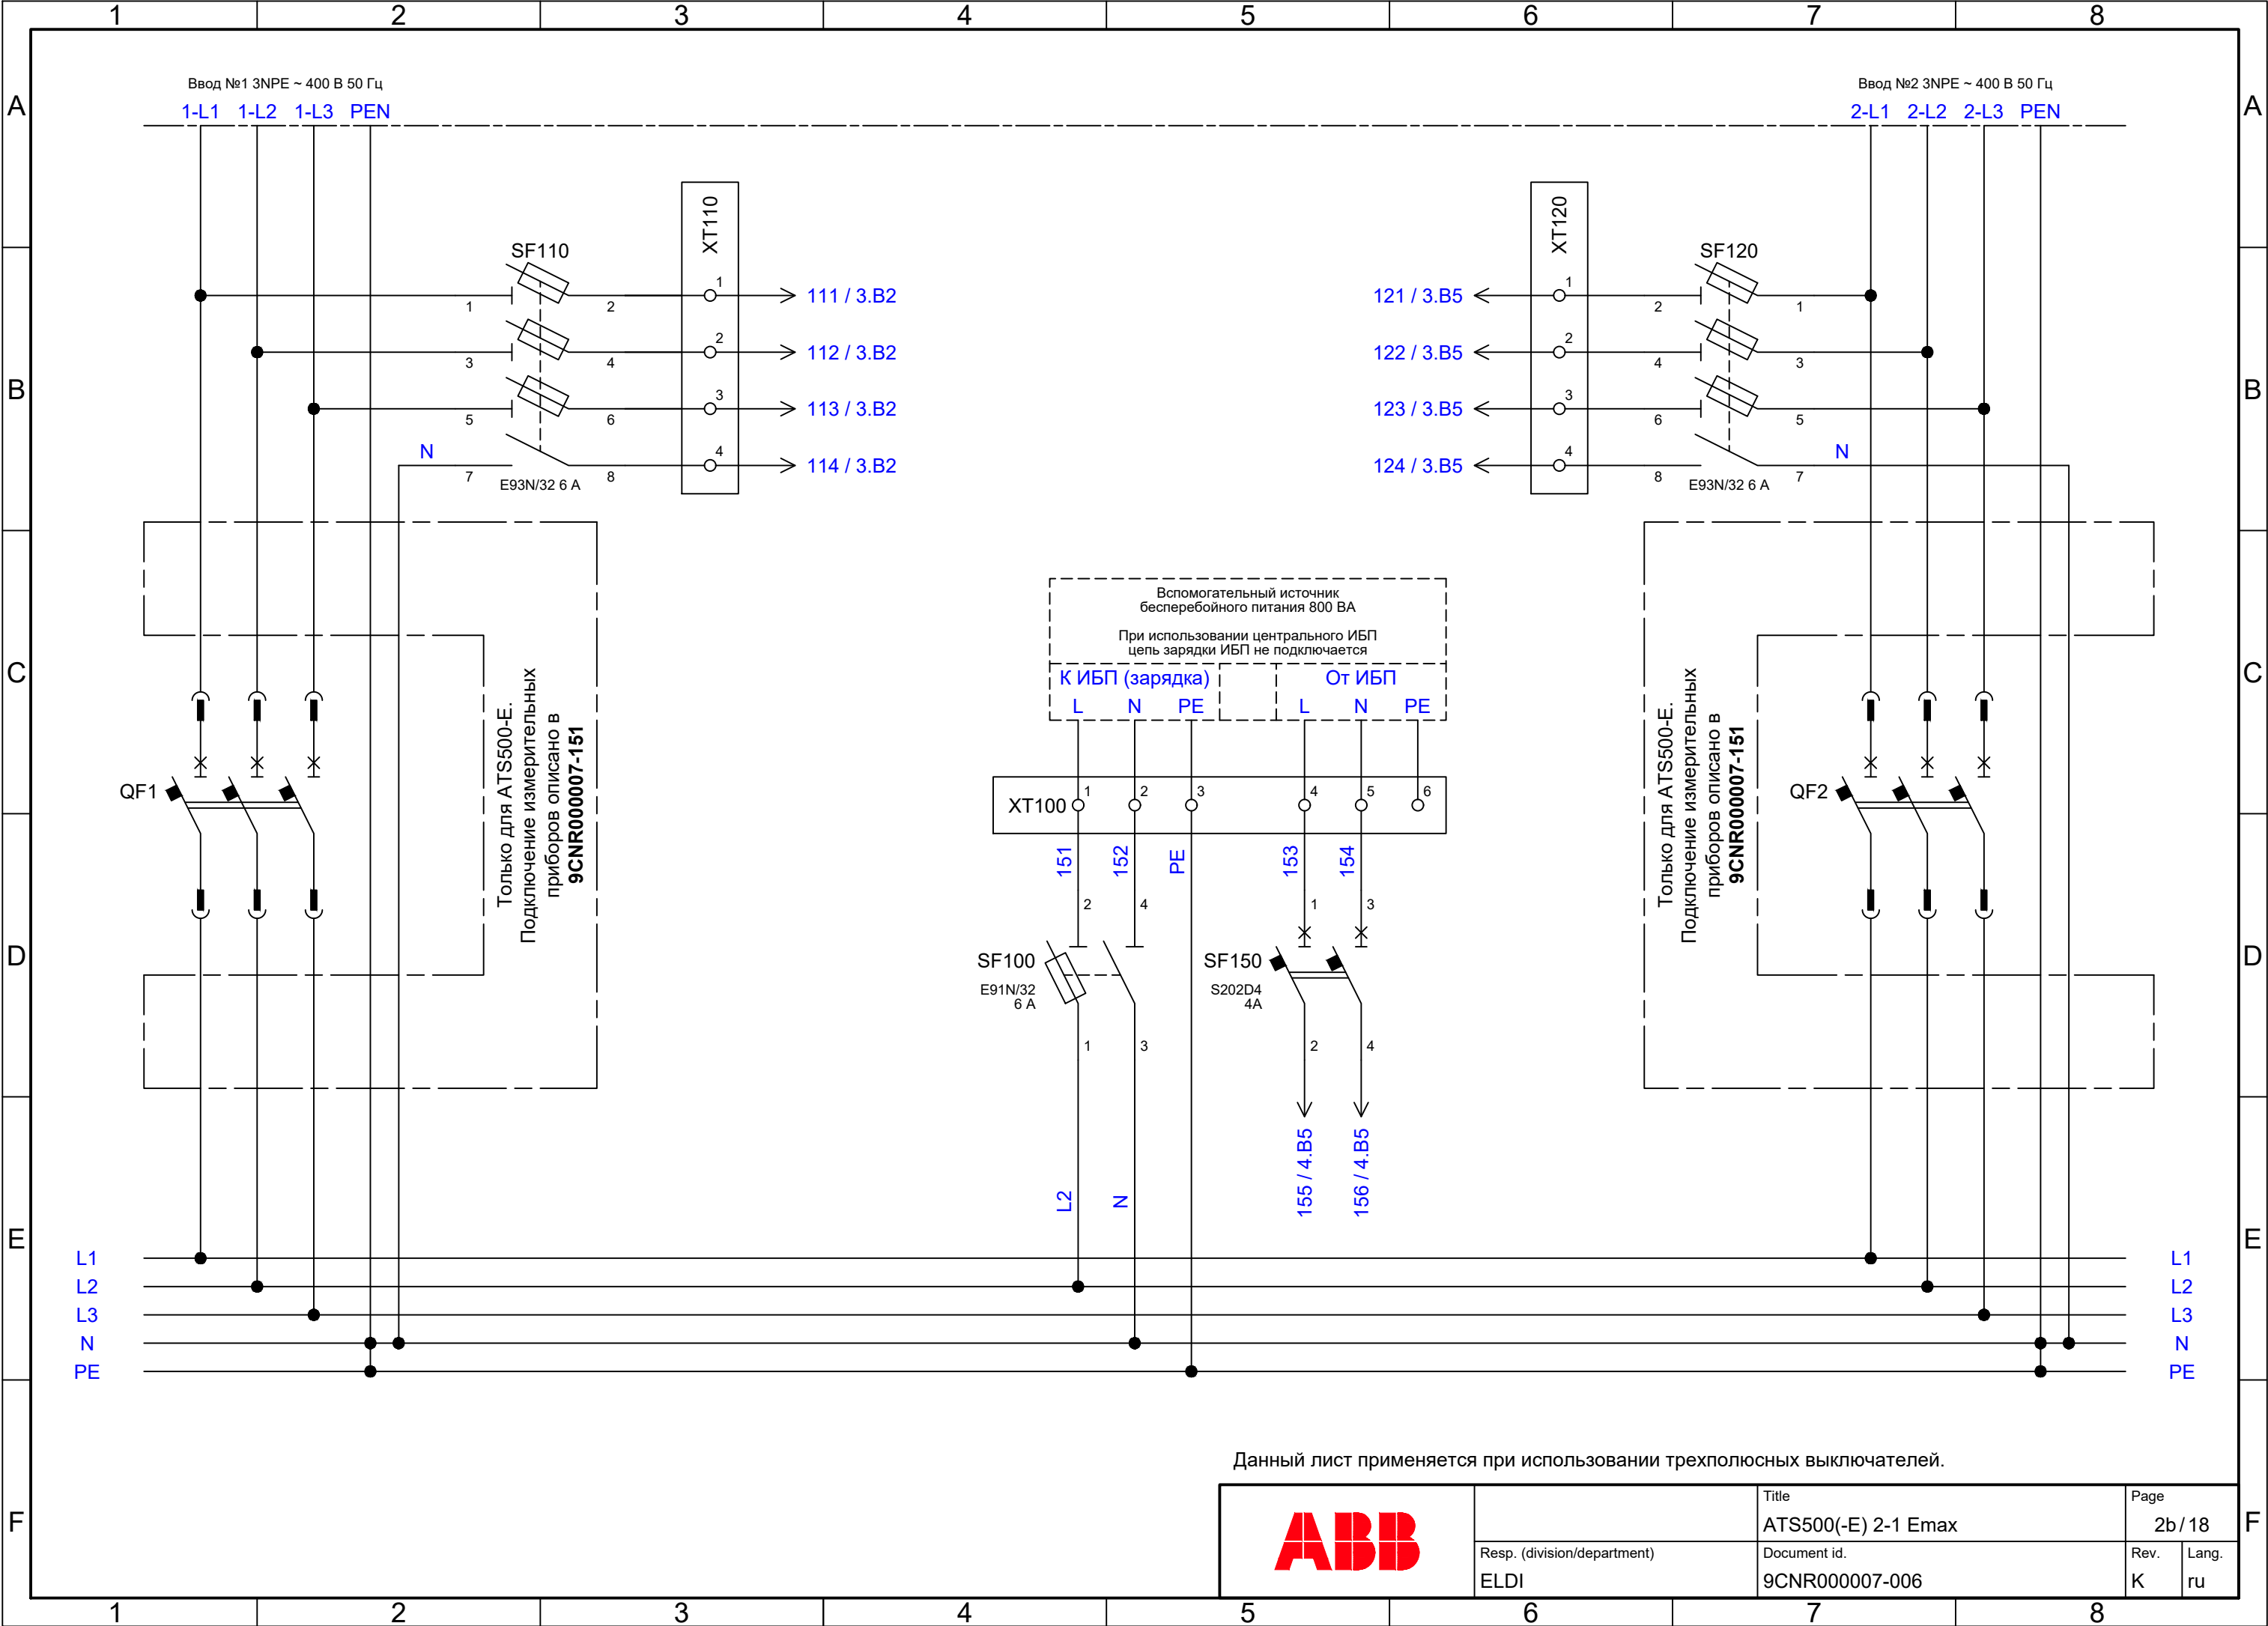 1 2 3 4 5 6 7 8
A A
B B
C C
D D
E E
F F
Ввод №1 3NPE ~ 400 В 50 Гц
1-L1 1-L2 1-L3 PEN
Ввод №2 3NPE ~ 400 В 50 Гц
2-L1 2-L2 2-L3 PEN
SF110
XT110
1 2 1 111 / 3.B2
3 4 2 112 / 3.B2
5 6 3 113 / 3.B2
N
7 8 4 114 / 3.B2
E93N/32 6 A
XT120
SF120
121 / 3.B5 1 2 1
122 / 3.B5 2 4 3
123 / 3.B5 3 6 5
N
124 / 3.B5 4 8 7
E93N/32 6 A
QF1
Только для ATS500-E.
Подключение измерительных
приборов описано в
9CNR000007-151
Вспомогательный источник
бесперебойного питания 800 ВА
При использовании центрального ИБП
цепь зарядки ИБП не подключается
К ИБП (зарядка) От ИБП
L N PE L N PE
XT100 1 2 3 4 5 6
151 152 PE 153 154
2 4 1 3
SF100
E91N/32
6 A
SF150
S202D4
4A
1 3 2 4
155 / 4.B5
156 / 4.B5
L2 N
Только для ATS500-E.
Подключение измерительных
приборов описано в
9CNR000007-151
QF2
L1 L1
L2 L2
L3 L3
N N
PE PE
Данный лист применяется при использовании трехполюсных выключателей.
ABB
Title
ATS500(-E) 2-1 Emax
Page
2b / 18
Resp. (division/department)
ELDI
Document id.
9CNR000007-006
Rev.
K
Lang.
ru
1 2 3 4 5 6 7 8